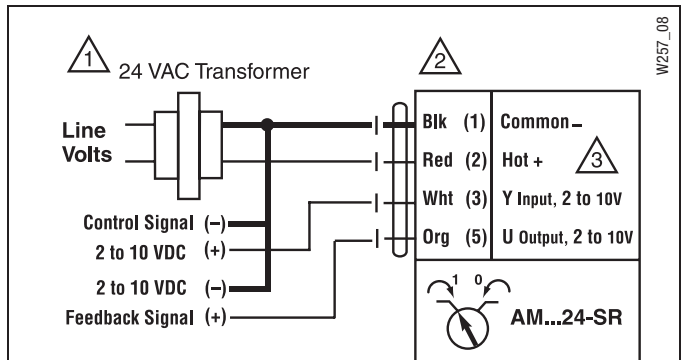 1 24 VAC Transformer
2
W257_08
Line
Volts
Blk (1) Common –
Red (2) Hot +
3
Wht (3) Y Input, 2 to 10V
Org (5) U Output, 2 to 10V
Control Signal (–)
2 to 10 VDC (+)
2 to 10 VDC (–)
Feedback Signal (+)
1 0
AM...24-SR